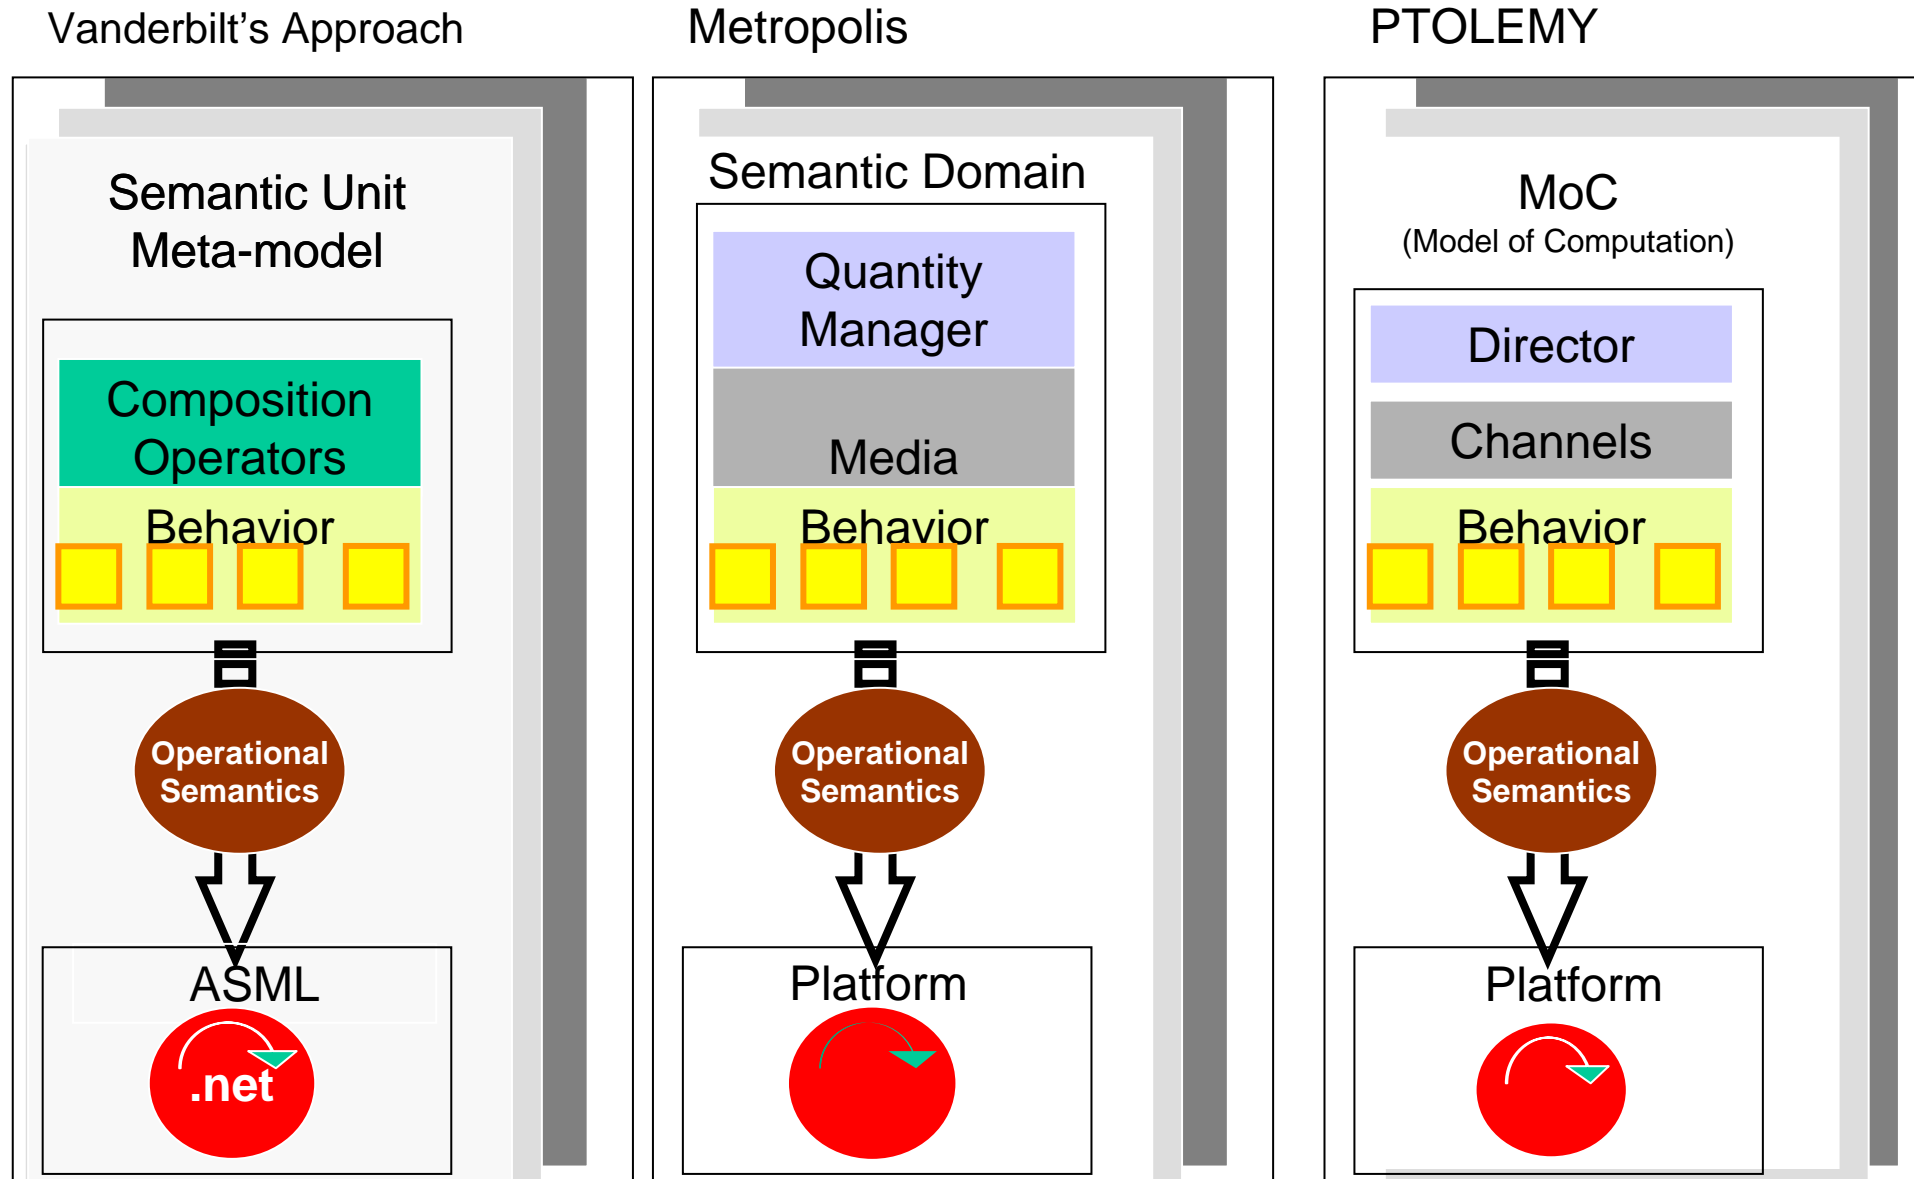 Vanderbilt's Approach
Semantic Unit
Meta-model
Composition
Operators
Behavior
Operational
Semantics
ASML
.net
Metropolis
Semantic Domain
Quantity
Manager
Media
Behavior
Operational
Semantics
Platform
PTOLEMY
MoC
(Model of Computation)
Director
Channels
Behavior
Operational
Semantics
Platform